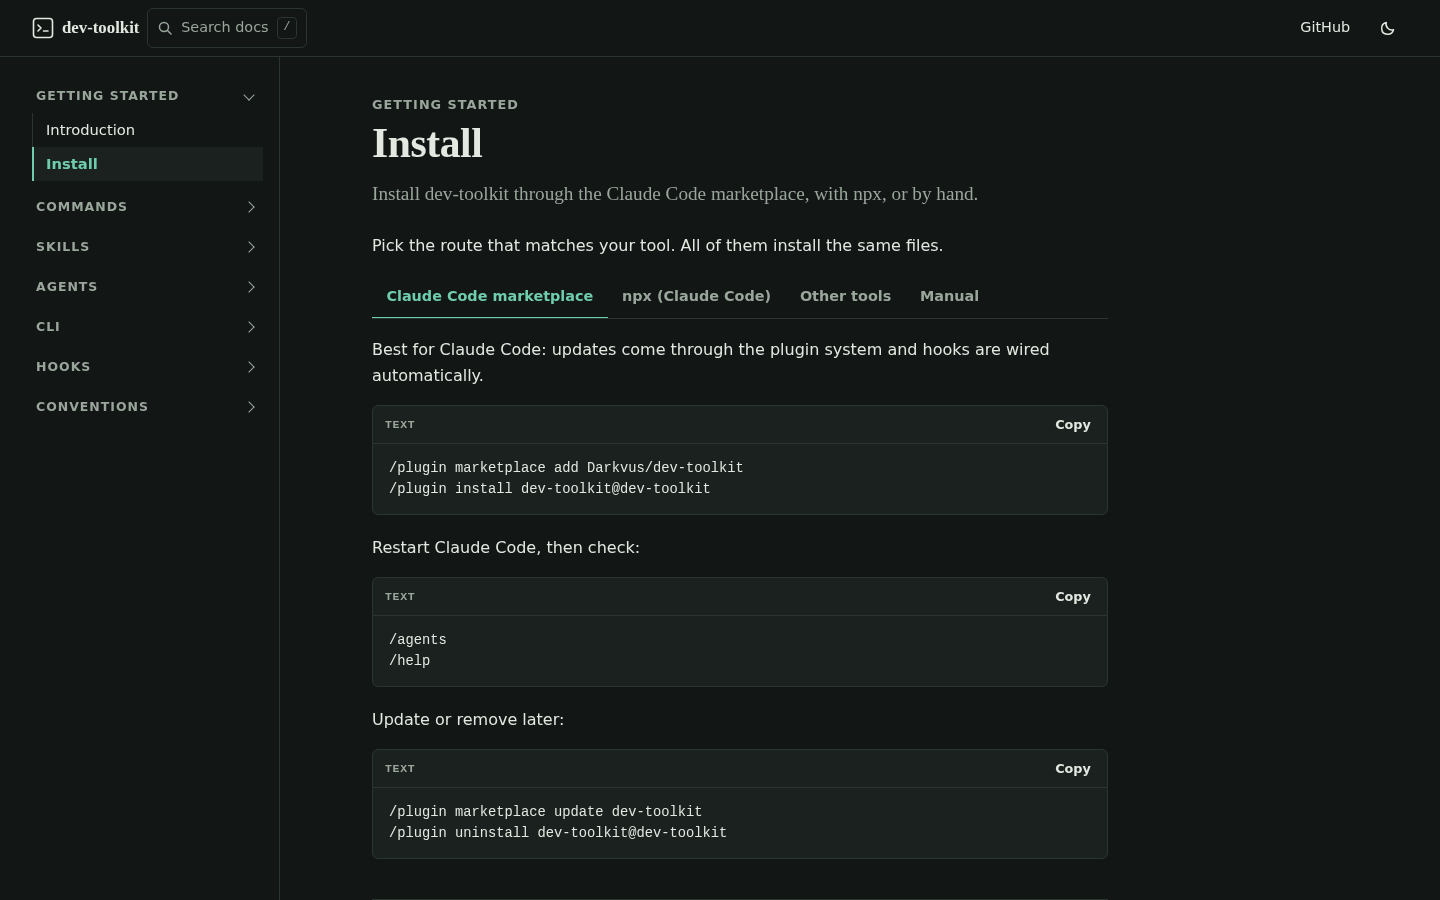 dev-toolkit
Search docs
/
GitHub
GETTING STARTED
Introduction
Install
COMMANDS
SKILLS
AGENTS
CLI
HOOKS
CONVENTIONS
GETTING STARTED
Install
Install dev-toolkit through the Claude Code marketplace, with npx, or by hand.
Pick the route that matches your tool. All of them install the same files.
Claude Code marketplace
npx (Claude Code)
Other tools
Manual
Best for Claude Code: updates come through the plugin system and hooks are wired
automatically.
TEXT
Copy
/plugin marketplace add Darkvus/dev-toolkit
/plugin install dev-toolkit@dev-toolkit
Restart Claude Code, then check:
TEXT
Copy
/agents
/help
Update or remove later:
TEXT
Copy
/plugin marketplace update dev-toolkit
/plugin uninstall dev-toolkit@dev-toolkit